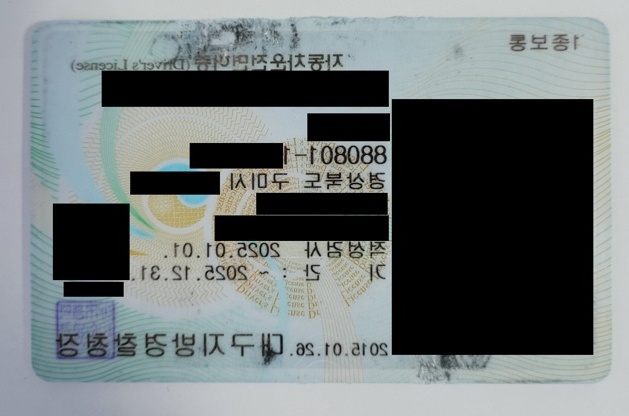 1종보통
자동차운전면허증 (Driver's License)
880801-1
경상북도 구미시
적성검사 2025.01.01.
기 간 : ~ 2025.12.31.
2015.01.26. 대구지방경찰청장